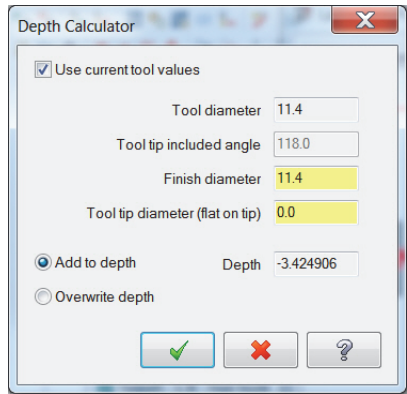 Depth Calculator
Use current tool values
Tool diameter 11.4
Tool tip included angle 118.0
Finish diameter 11.4
Tool tip diameter (flat on tip) 0.0
Add to depth Depth -3.424906
Overwrite depth